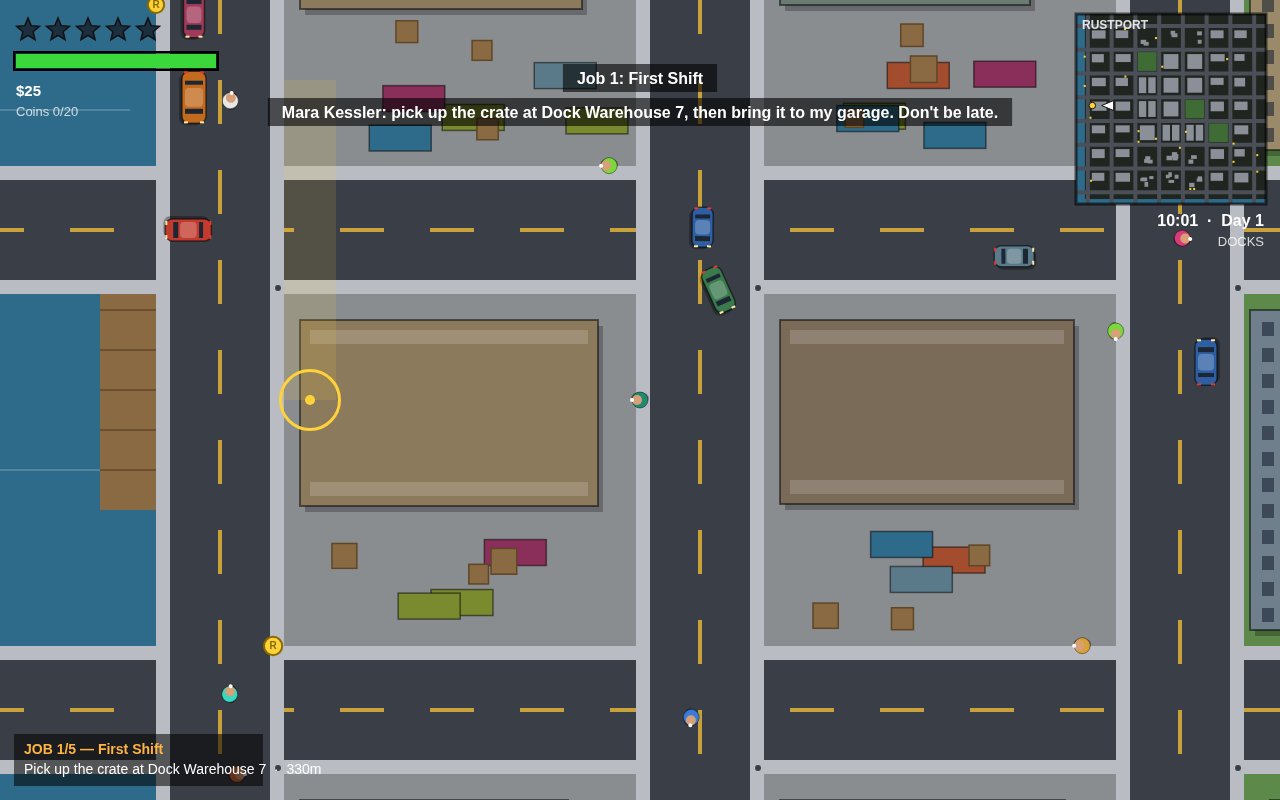 R
RUSTPORT
$25
Coins 0/20
Job 1: First Shift
Mara Kessler: pick up the crate at Dock Warehouse 7, then bring it to my garage. Don't be late.
10:01 · Day 1
DOCKS
R
JOB 1/5 — First Shift
Pick up the crate at Dock Warehouse 7 · 330m